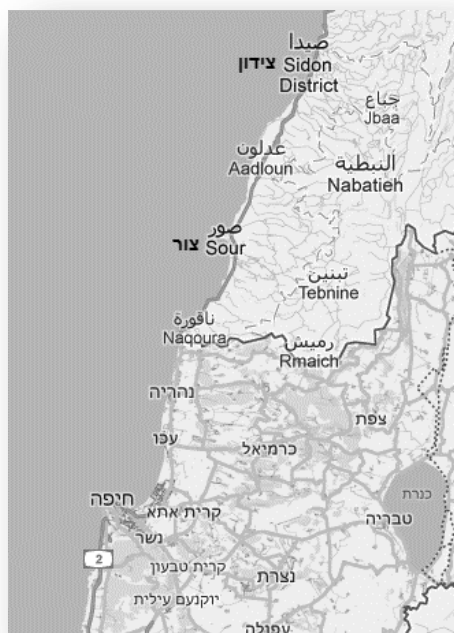 صيدا
צידון Sidon
District
جباع
Jbaa
عدلون
Aadloun
النبطية
Nabatieh
صور
צור Sour
تبنين
Tebnine
ناقورة
Naqoura
رميش
Rmaich
נהריה
צפת
עכו
כרמיאל
חיפה
כנרת
קרית אתא
טבריה
נשר
2
קרית טבעון
נצרת
יוקנעם עילית
עפולה